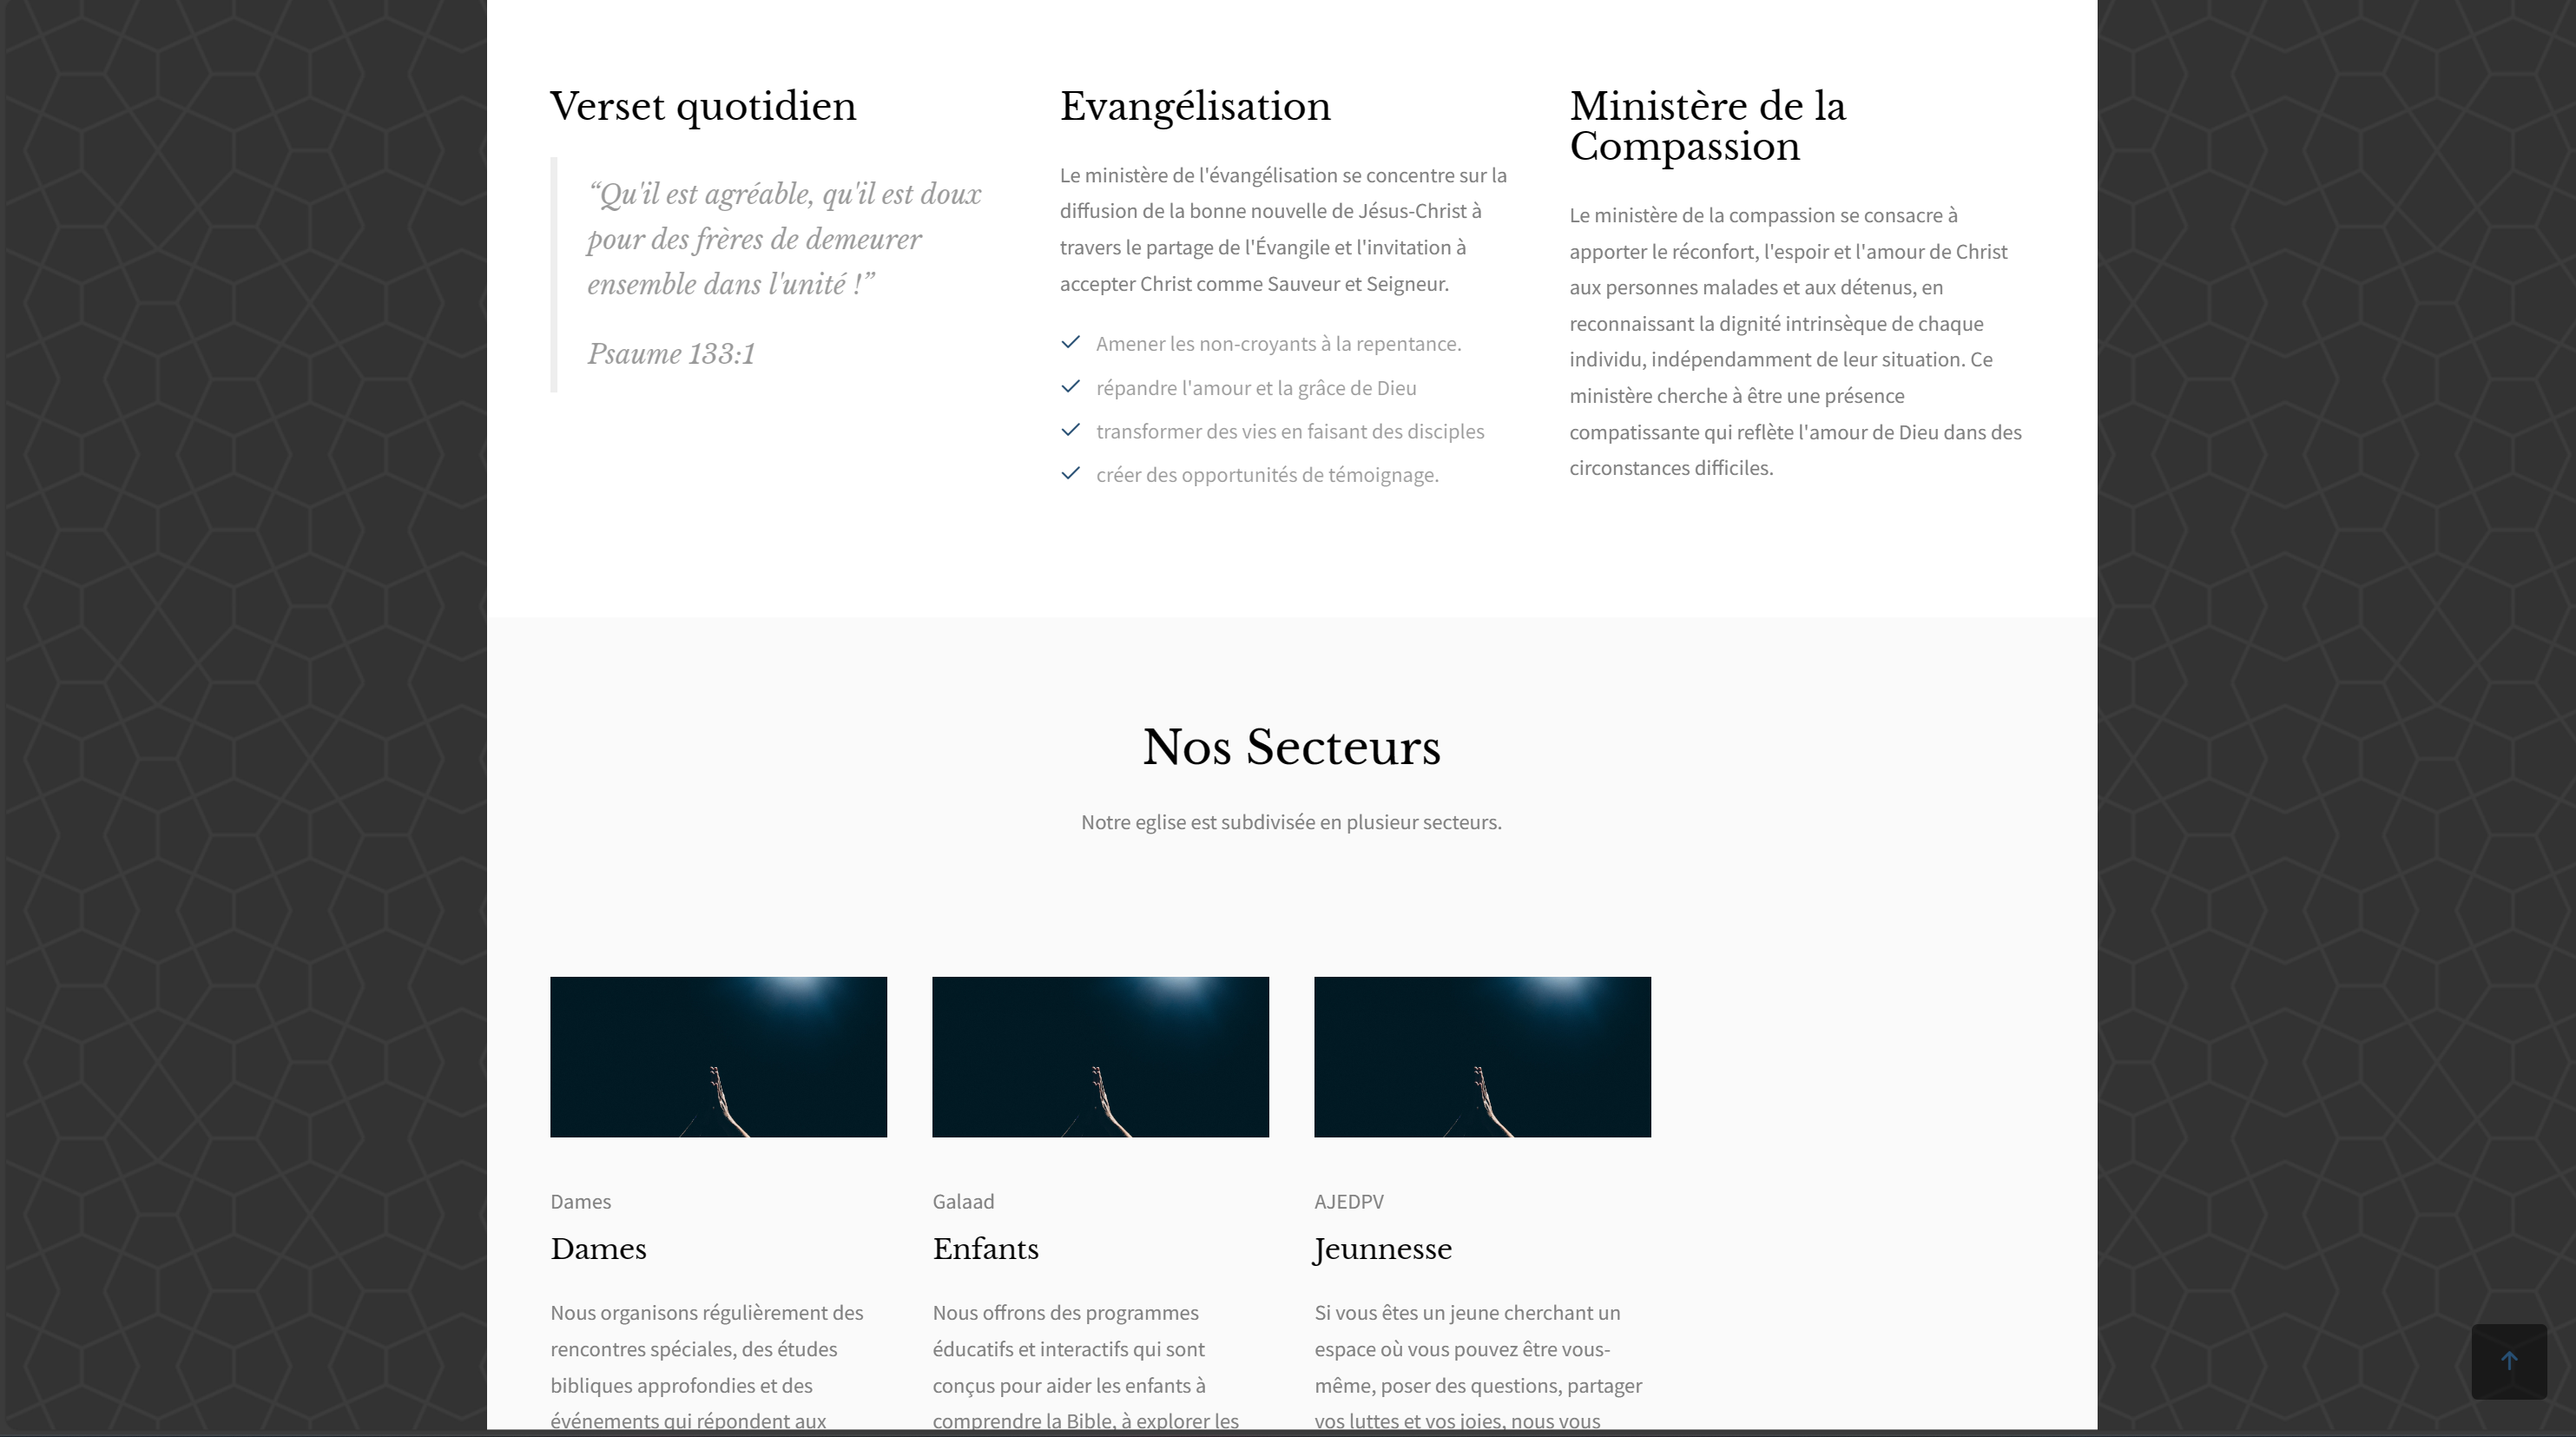 Verset quotidien
“Qu'il est agréable, qu'il est doux
pour des frères de demeurer
ensemble dans l'unité !”
Psaume 133:1
Evangélisation
Le ministère de l'évangélisation se concentre sur la
diffusion de la bonne nouvelle de Jésus-Christ à
travers le partage de l'Évangile et l'invitation à
accepter Christ comme Sauveur et Seigneur.
Amener les non-croyants à la repentance.
répandre l'amour et la grâce de Dieu
transformer des vies en faisant des disciples
créer des opportunités de témoignage.
Ministère de la
Compassion
Le ministère de la compassion se consacre à
apporter le réconfort, l'espoir et l'amour de Christ
aux personnes malades et aux détenus, en
reconnaissant la dignité intrinsèque de chaque
individu, indépendamment de leur situation. Ce
ministère cherche à être une présence
compatissante qui reflète l'amour de Dieu dans des
circonstances difficiles.
Nos Secteurs
Notre eglise est subdivisée en plusieur secteurs.
Dames
Dames
Nous organisons régulièrement des
rencontres spéciales, des études
bibliques approfondies et des
événements qui répondent aux
Galaad
Enfants
Nous offrons des programmes
éducatifs et interactifs qui sont
conçus pour aider les enfants à
comprendre la Bible, à explorer les
AJEDPV
Jeunnesse
Si vous êtes un jeune cherchant un
espace où vous pouvez être vous-
même, poser des questions, partager
vos luttes et vos joies, nous vous